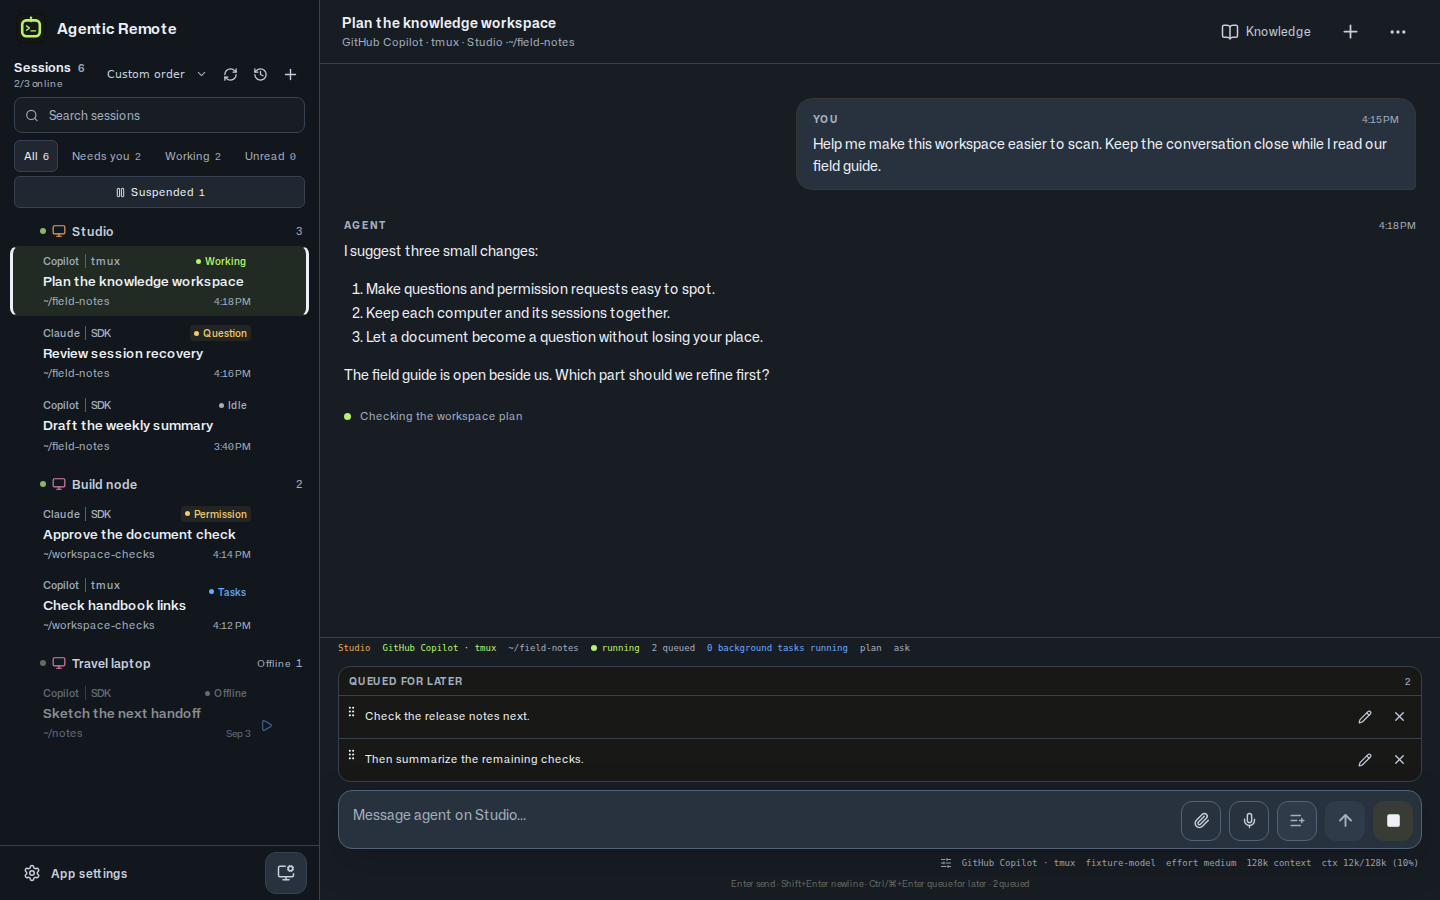 Agentic Remote
Sessions 6
2/3 online
Custom order
Search sessions
All 6
Needs you 2
Working 2
Unread 0
Suspended 1
Studio 3
Copilot | tmux
Working
Plan the knowledge workspace
~/field-notes
4:18 PM
Claude | SDK
Question
Review session recovery
~/field-notes
4:16 PM
Copilot | SDK
Idle
Draft the weekly summary
~/field-notes
3:40 PM
Build node 2
Claude | SDK
Permission
Approve the document check
~/workspace-checks
4:14 PM
Copilot | tmux
Tasks
Check handbook links
~/workspace-checks
4:12 PM
Travel laptop
Offline 1
Copilot | SDK
Offline
Sketch the next handoff
~/notes
Sep 3
App settings
Plan the knowledge workspace
GitHub Copilot · tmux · Studio · ~/field-notes
Knowledge
YOU
4:15 PM
Help me make this workspace easier to scan. Keep the conversation close while I read our
field guide.
AGENT
4:18 PM
I suggest three small changes:
1. Make questions and permission requests easy to spot.
2. Keep each computer and its sessions together.
3. Let a document become a question without losing your place.
The field guide is open beside us. Which part should we refine first?
Checking the workspace plan
Studio GitHub Copilot · tmux ~/field-notes running 2 queued 0 background tasks running plan ask
QUEUED FOR LATER 2
Check the release notes next.
Then summarize the remaining checks.
Message agent on Studio...
GitHub Copilot · tmux fixture-model effort medium 128k context ctx 12k/128k (10%)
Enter send · Shift+Enter newline · Ctrl/⌘+Enter queue for later · 2 queued